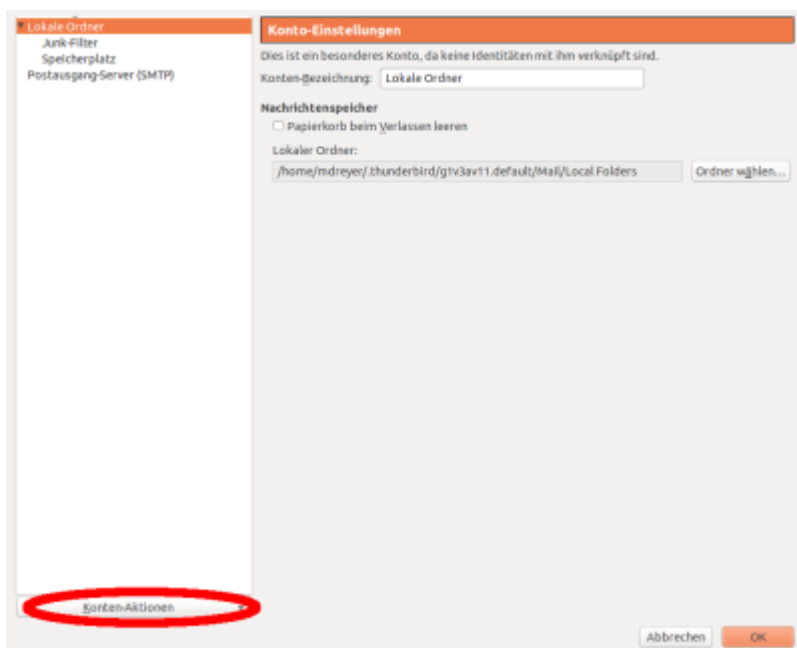 Lokale Ordner
Junk-Filter
Speicherplatz
Postausgang-Server (SMTP)
Konto-Einstellungen
Dies ist ein besonderes Konto, da keine Identitäten mit ihm verknüpft sind.
Konten-Bezeichnung: Lokale Ordner
Nachrichtenspeicher
Papierkorb beim Verlassen leeren
Lokaler Ordner:
/home/mdreyer/.thunderbird/g1v3av11.default/Mail/Local Folders Ordner wählen...
Konten-Aktionen
Abbrechen OK